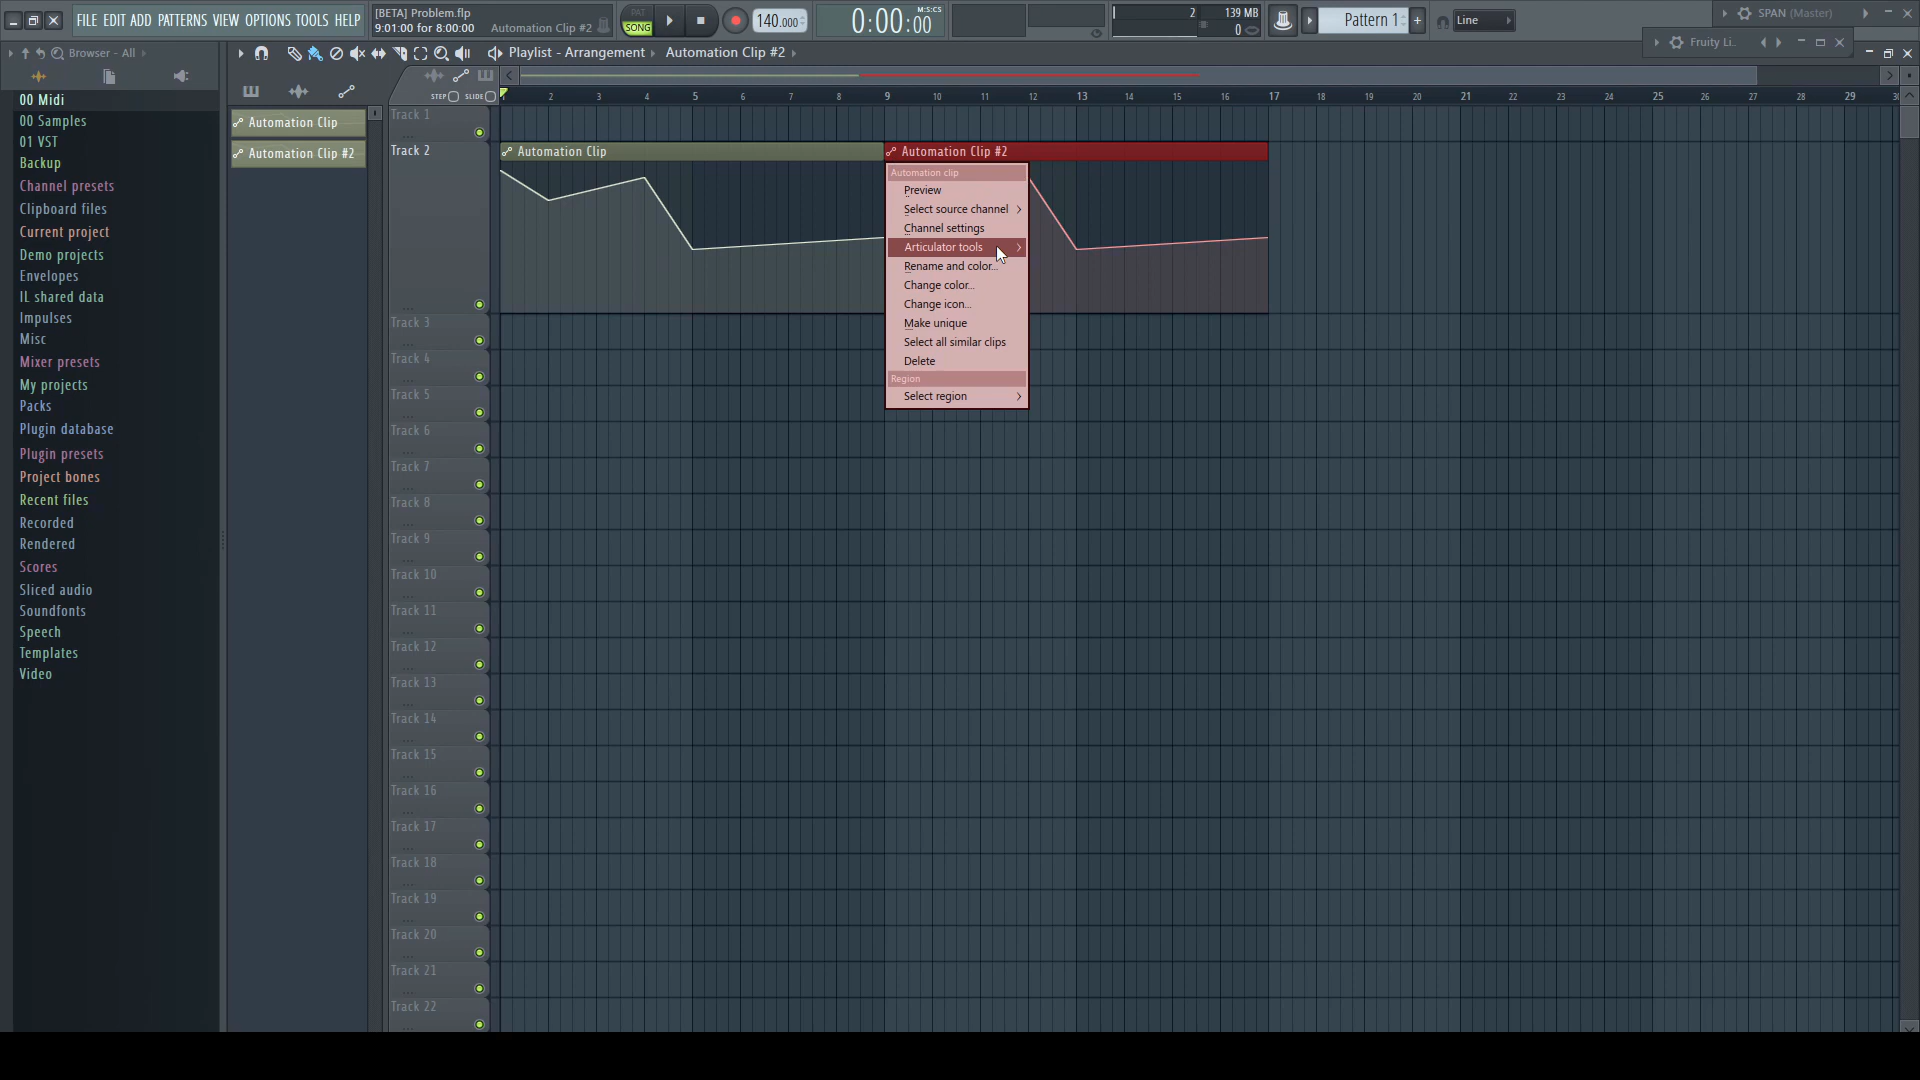 FILE EDIT ADD PATTERNS VIEW OPTIONS TOOLS HELP
[BETA] Problem.flp
9:01:00 for 8:00:00
Automation Clip #2
PAT
SONG
140.000
0:00:00
M:S:CS
2
139 MB
0
Pattern 1
+
Line
SPAN (Master)
Fruity Li..
Browser - All
Playlist - Arrangement
Automation Clip #2
00 Midi
00 Samples
01 VST
Backup
Channel presets
Clipboard files
Current project
Demo projects
Envelopes
IL shared data
Impulses
Misc
Mixer presets
My projects
Packs
Plugin database
Plugin presets
Project bones
Recent files
Recorded
Rendered
Scores
Sliced audio
Soundfonts
Speech
Templates
Video
Automation Clip
Automation Clip #2
STEP
SLIDE
1 2 3 4 5 6 7 8 9 10 11 12 13 14 15 16 17 18 19 20 21 22 23 24 25 26 27 28 29 30
Track 1
Track 2
Track 3
Track 4
Track 5
Track 6
Track 7
Track 8
Track 9
Track 10
Track 11
Track 12
Track 13
Track 14
Track 15
Track 16
Track 17
Track 18
Track 19
Track 20
Track 21
Track 22
Automation Clip
Automation Clip #2
Automation clip
Preview
Select source channel
Channel settings
Articulator tools
Rename and color...
Change color...
Change icon...
Make unique
Select all similar clips
Delete
Region
Select region